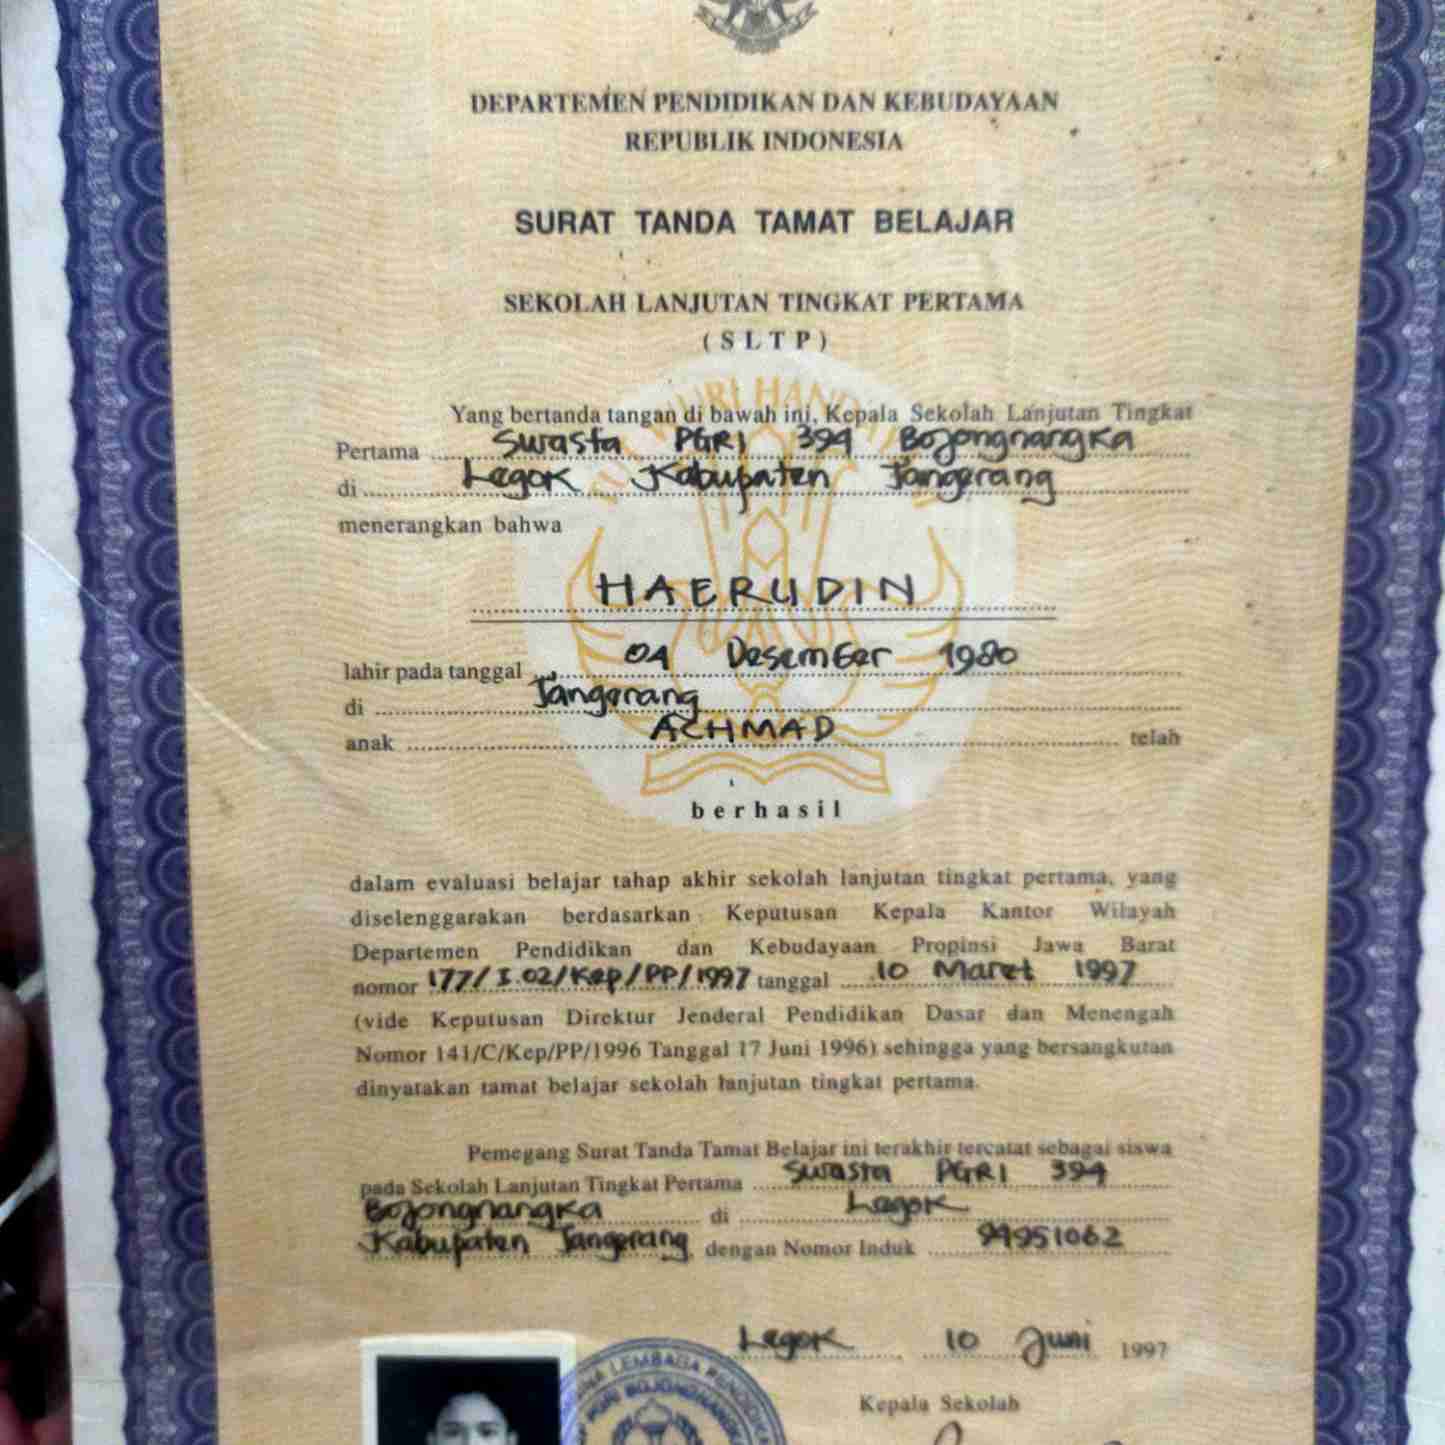 DEPARTEMEN PENDIDIKAN DAN KEBUDAYAAN
REPUBLIK INDONESIA
SURAT TANDA TAMAT BELAJAR
SEKOLAH LANJUTAN TINGKAT PERTAMA
( S L T P )
Yang bertanda tangan di bawah ini, Kepala Sekolah Lanjutan Tingkat
Pertama Swasta PGRI 394 Bojongnangka
di Legok Kabupaten Tangerang
menerangkan bahwa
HAERUDIN
lahir pada tanggal 04 Desember 1980
di Tangerang
anak ACHMAD telah
berhasil
dalam evaluasi belajar tahap akhir sekolah lanjutan tingkat pertama, yang
diselenggarakan berdasarkan Keputusan Kepala Kantor Wilayah
Departemen Pendidikan dan Kebudayaan Propinsi Jawa Barat
nomor 177/I.02/Kep/PP/1997 tanggal 10 Maret 1997
(vide Keputusan Direktur Jenderal Pendidikan Dasar dan Menengah
Nomor 141/C/Kep/PP/1996 Tanggal 17 Juni 1996) sehingga yang bersangkutan
dinyatakan tamat belajar sekolah lanjutan tingkat pertama.
Pemegang Surat Tanda Tamat Belajar ini terakhir tercatat sebagai siswa
pada Sekolah Lanjutan Tingkat Pertama Swasta PGRI 394
Bojongnangka di Legok
Kabupaten Tangerang, dengan Nomor Induk 94951062
Legok 10 Juni 1997
Kepala Sekolah
LEMBAGA
PGRI BOJONGNANGKA